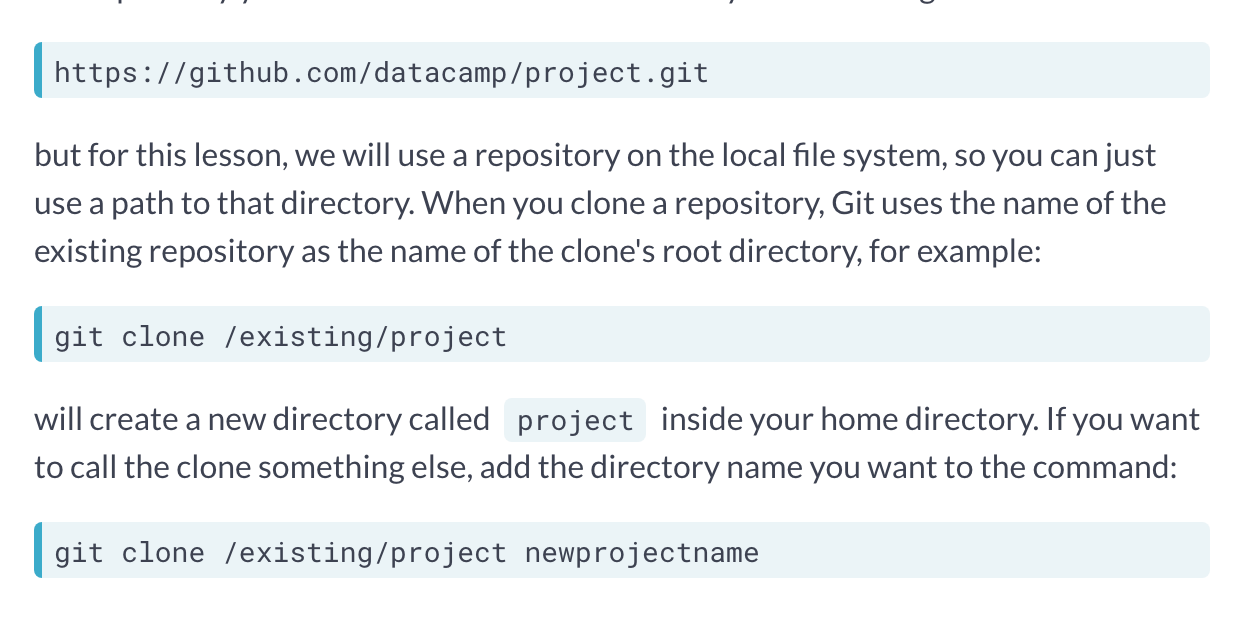 https://github.com/datacamp/project.git
but for this lesson, we will use a repository on the local file system, so you can just
use a path to that directory. When you clone a repository, Git uses the name of the
existing repository as the name of the clone's root directory, for example:
git clone /existing/project
will create a new directory called project inside your home directory. If you want
to call the clone something else, add the directory name you want to the command:
git clone /existing/project newprojectname